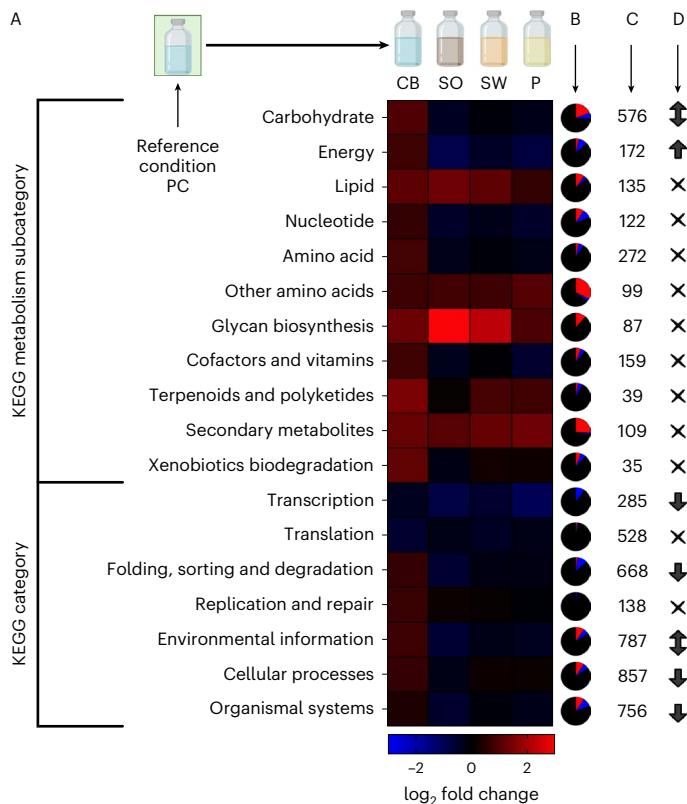 A
B
C
D
CB
SO
SW
P
Reference
condition
PC
KEGG metabolism subcategory
Carbohydrate 576
Energy 172
Lipid 135
Nucleotide 122
Amino acid 272
Other amino acids 99
Glycan biosynthesis 87
Cofactors and vitamins 159
Terpenoids and polyketides 39
Secondary metabolites 109
Xenobiotics biodegradation 35
KEGG category
Transcription 285
Translation 528
Folding, sorting and degradation 668
Replication and repair 138
Environmental information 787
Cellular processes 857
Organismal systems 756
−2 0 2
log₂ fold change